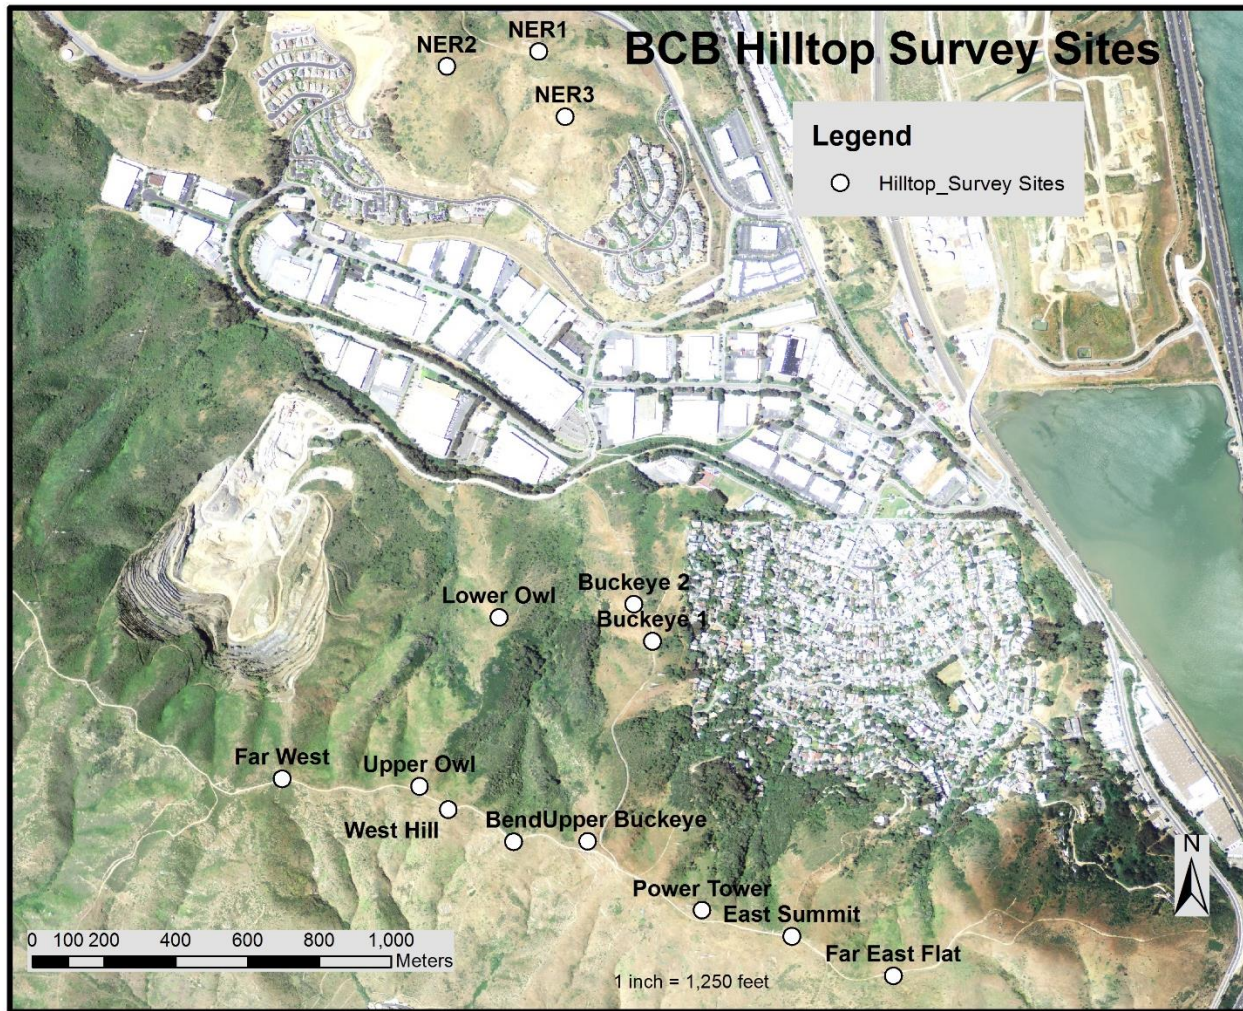 BCB Hilltop Survey Sites
NER1
NER2
NER3
Legend
Hilltop_Survey Sites
Buckeye 2
Lower Owl
Buckeye 1
Far West
Upper Owl
West Hill
Bend
Upper Buckeye
Power Tower
East Summit
Far East Flat
N
0 100 200 400 600 800 1,000
Meters
1 inch = 1,250 feet